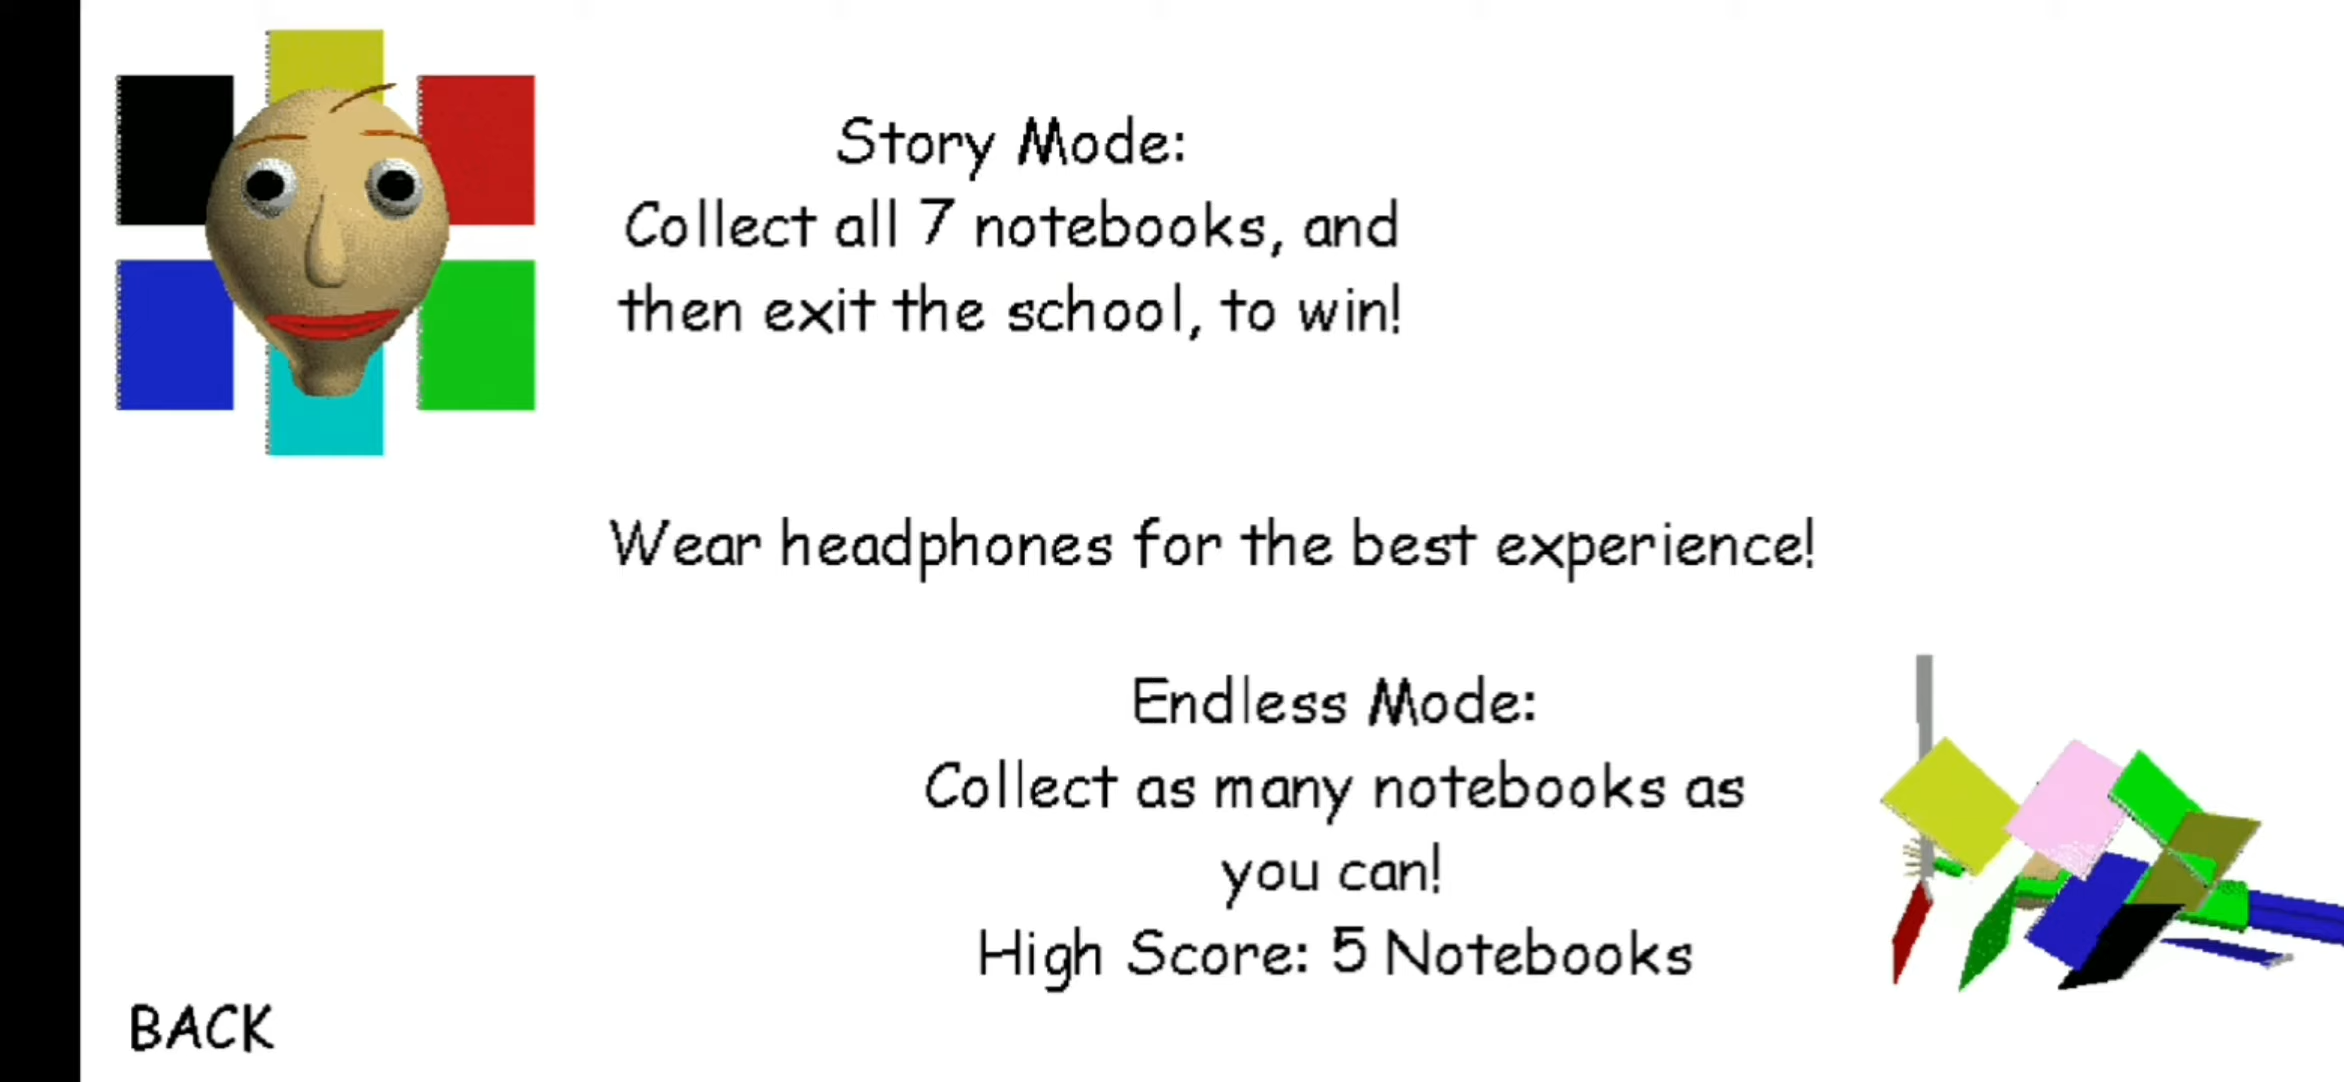 Story Mode:
Collect all 7 notebooks, and
then exit the school, to win!
Wear headphones for the best experience!
Endless Mode:
Collect as many notebooks as
you can!
High Score: 5 Notebooks
BACK